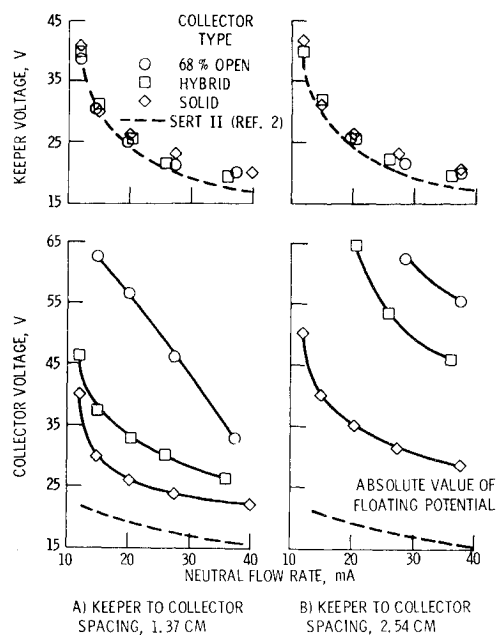 COLLECTOR
TYPE
68 % OPEN
HYBRID
SOLID
SERT II (REF. 2)
KEEPER VOLTAGE, V
45
35
25
15
COLLECTOR VOLTAGE, V
65
55
45
35
25
15
ABSOLUTE VALUE OF
FLOATING POTENTIAL
10 20 30 40 10 20 30 40
NEUTRAL FLOW RATE, mA
A) KEEPER TO COLLECTOR
SPACING, 1.37 CM
B) KEEPER TO COLLECTOR
SPACING, 2.54 CM